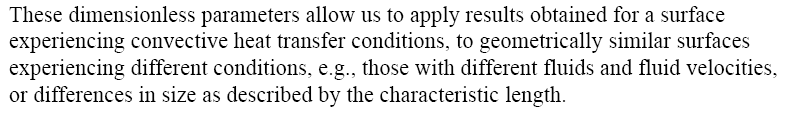 These dimensionless parameters allow us to apply results obtained for a surface
experiencing convective heat transfer conditions, to geometrically similar surfaces
experiencing different conditions, e.g., those with different fluids and fluid velocities,
or differences in size as described by the characteristic length.